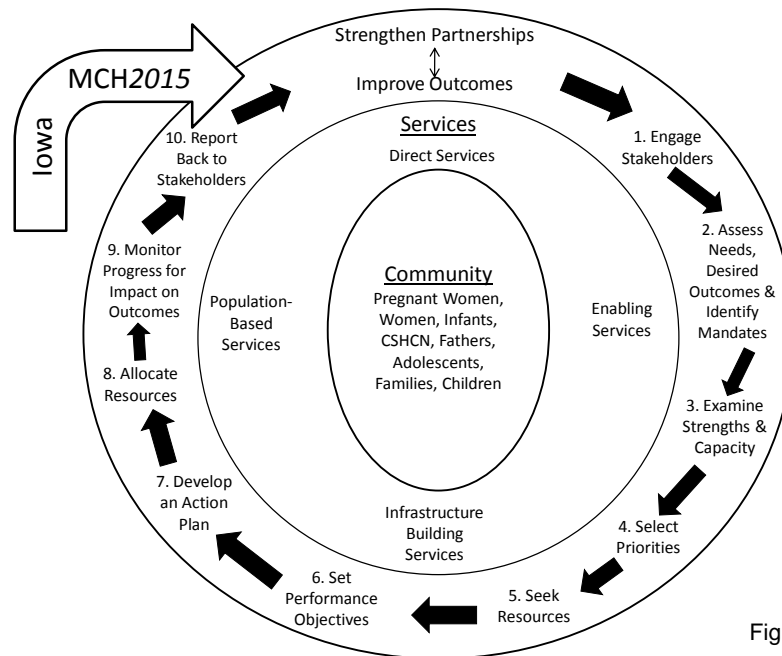 Iowa
MCH2015
Strengthen Partnerships
Improve Outcomes
1. Engage
Stakeholders
2. Assess
Needs,
Desired
Outcomes &
Identify
Mandates
3. Examine
Strengths &
Capacity
4. Select
Priorities
5. Seek
Resources
6. Set
Performance
Objectives
7. Develop
an Action
Plan
8. Allocate
Resources
9. Monitor
Progress for
Impact on
Outcomes
10. Report
Back to
Stakeholders
Services
Direct Services
Enabling
Services
Infrastructure
Building
Services
Population-
Based
Services
Community
Pregnant Women,
Women, Infants,
CSHCN, Fathers,
Adolescents,
Families, Children
Fig